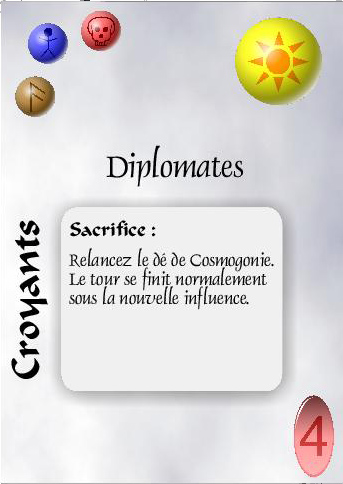 Diplomates
Croyants
Sacrifice :
Relancez le dé de Cosmogonie.
Le tour se finit normalement
sous la nouvelle influence.
4